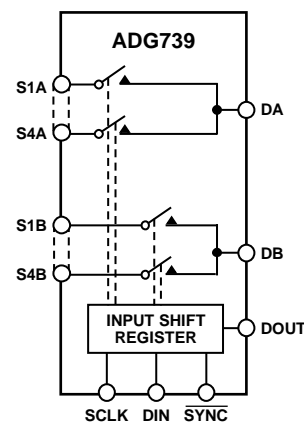 ADG739
S1A
DA
S4A
S1B
DB
S4B
INPUT SHIFT
REGISTER
DOUT
SCLK DIN SYNC